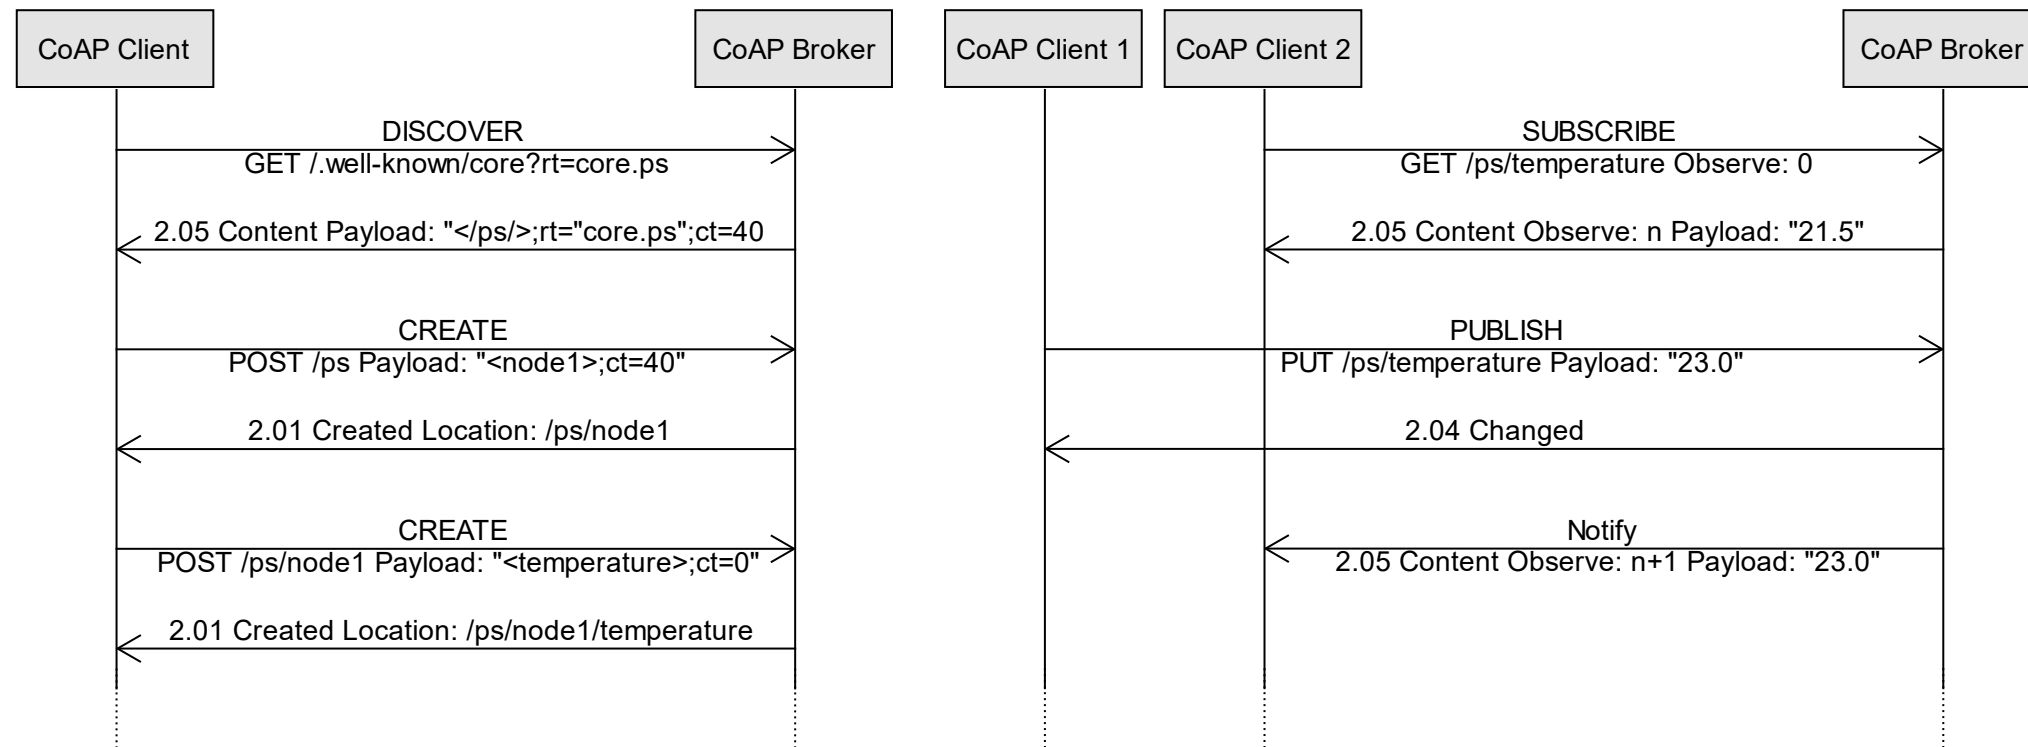 CoAP Client
CoAP Broker
DISCOVER
GET /.well-known/core?rt=core.ps
2.05 Content Payload: "</ps/>;rt="core.ps";ct=40
CREATE
POST /ps Payload: "<node1>;ct=40"
2.01 Created Location: /ps/node1
CREATE
POST /ps/node1 Payload: "<temperature>;ct=0"
2.01 Created Location: /ps/node1/temperature
CoAP Client 1
CoAP Client 2
CoAP Broker
SUBSCRIBE
GET /ps/temperature Observe: 0
2.05 Content Observe: n Payload: "21.5"
PUBLISH
PUT /ps/temperature Payload: "23.0"
2.04 Changed
Notify
2.05 Content Observe: n+1 Payload: "23.0"